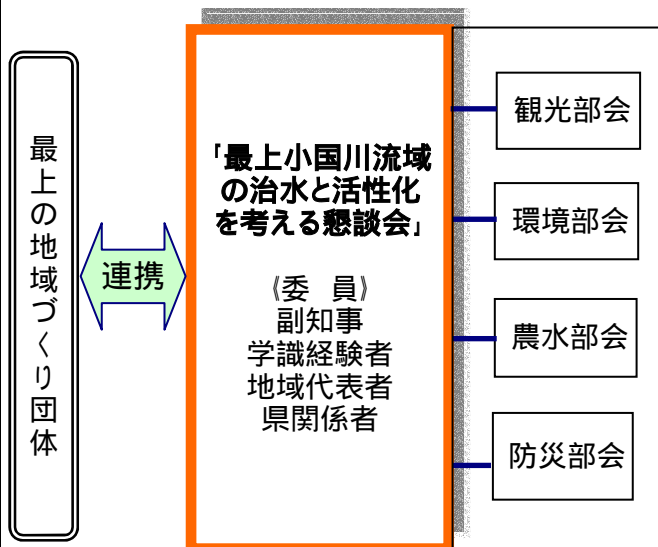 最上の地域づくり団体
連携
「最上小国川流域
の治水と活性化
を考える懇談会」
《委　員》
副知事
学識経験者
地域代表者
県関係者
観光部会
環境部会
農水部会
防災部会